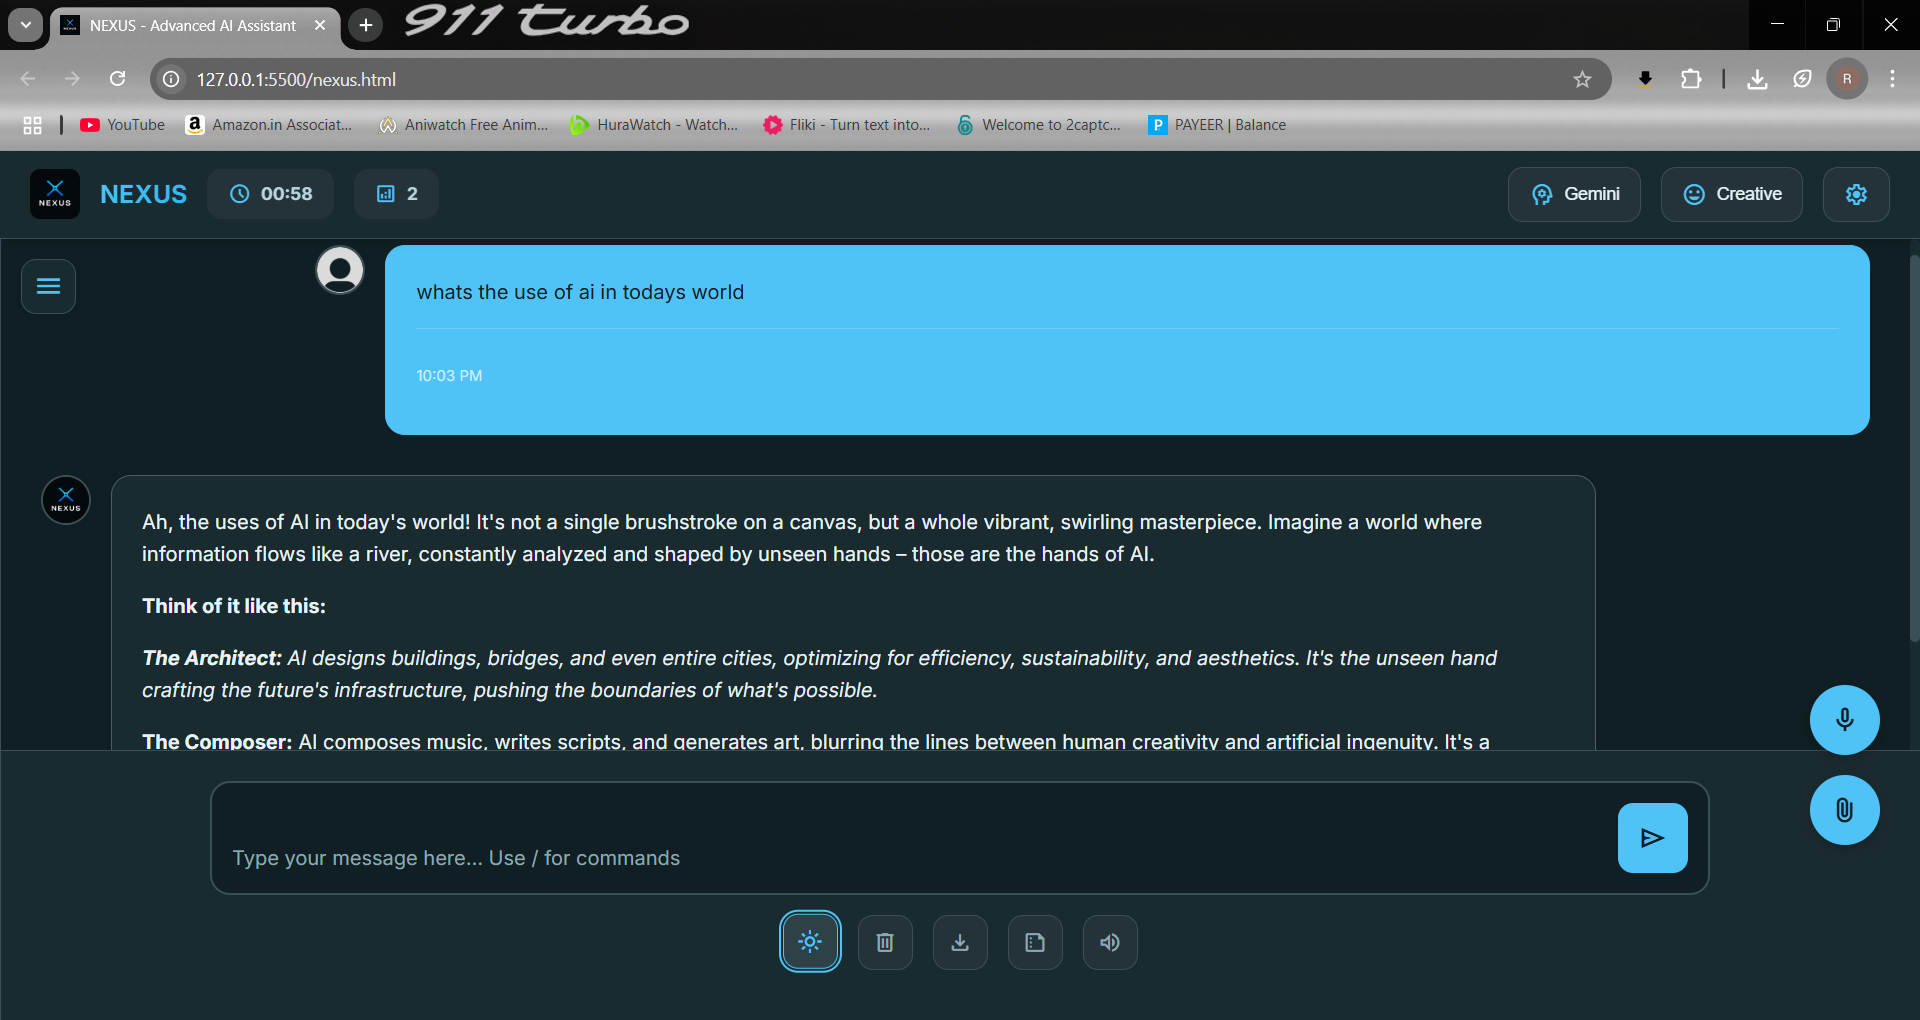 NEXUS - Advanced AI Assistant
911 turbo
127.0.0.1:5500/nexus.html
R
YouTube
a Amazon.in Associat...
Aniwatch Free Anim...
HuraWatch - Watch...
Fliki - Turn text into...
Welcome to 2captc...
P PAYEER | Balance
NEXUS
NEXUS
00:58
2
Gemini
Creative
whats the use of ai in todays world
10:03 PM
NEXUS
Ah, the uses of AI in today's world! It's not a single brushstroke on a canvas, but a whole vibrant, swirling masterpiece. Imagine a world where
information flows like a river, constantly analyzed and shaped by unseen hands – those are the hands of AI.
Think of it like this:
The Architect: AI designs buildings, bridges, and even entire cities, optimizing for efficiency, sustainability, and aesthetics. It's the unseen hand
crafting the future's infrastructure, pushing the boundaries of what's possible.
The Composer: AI composes music, writes scripts, and generates art, blurring the lines between human creativity and artificial ingenuity. It's a
Type your message here... Use / for commands